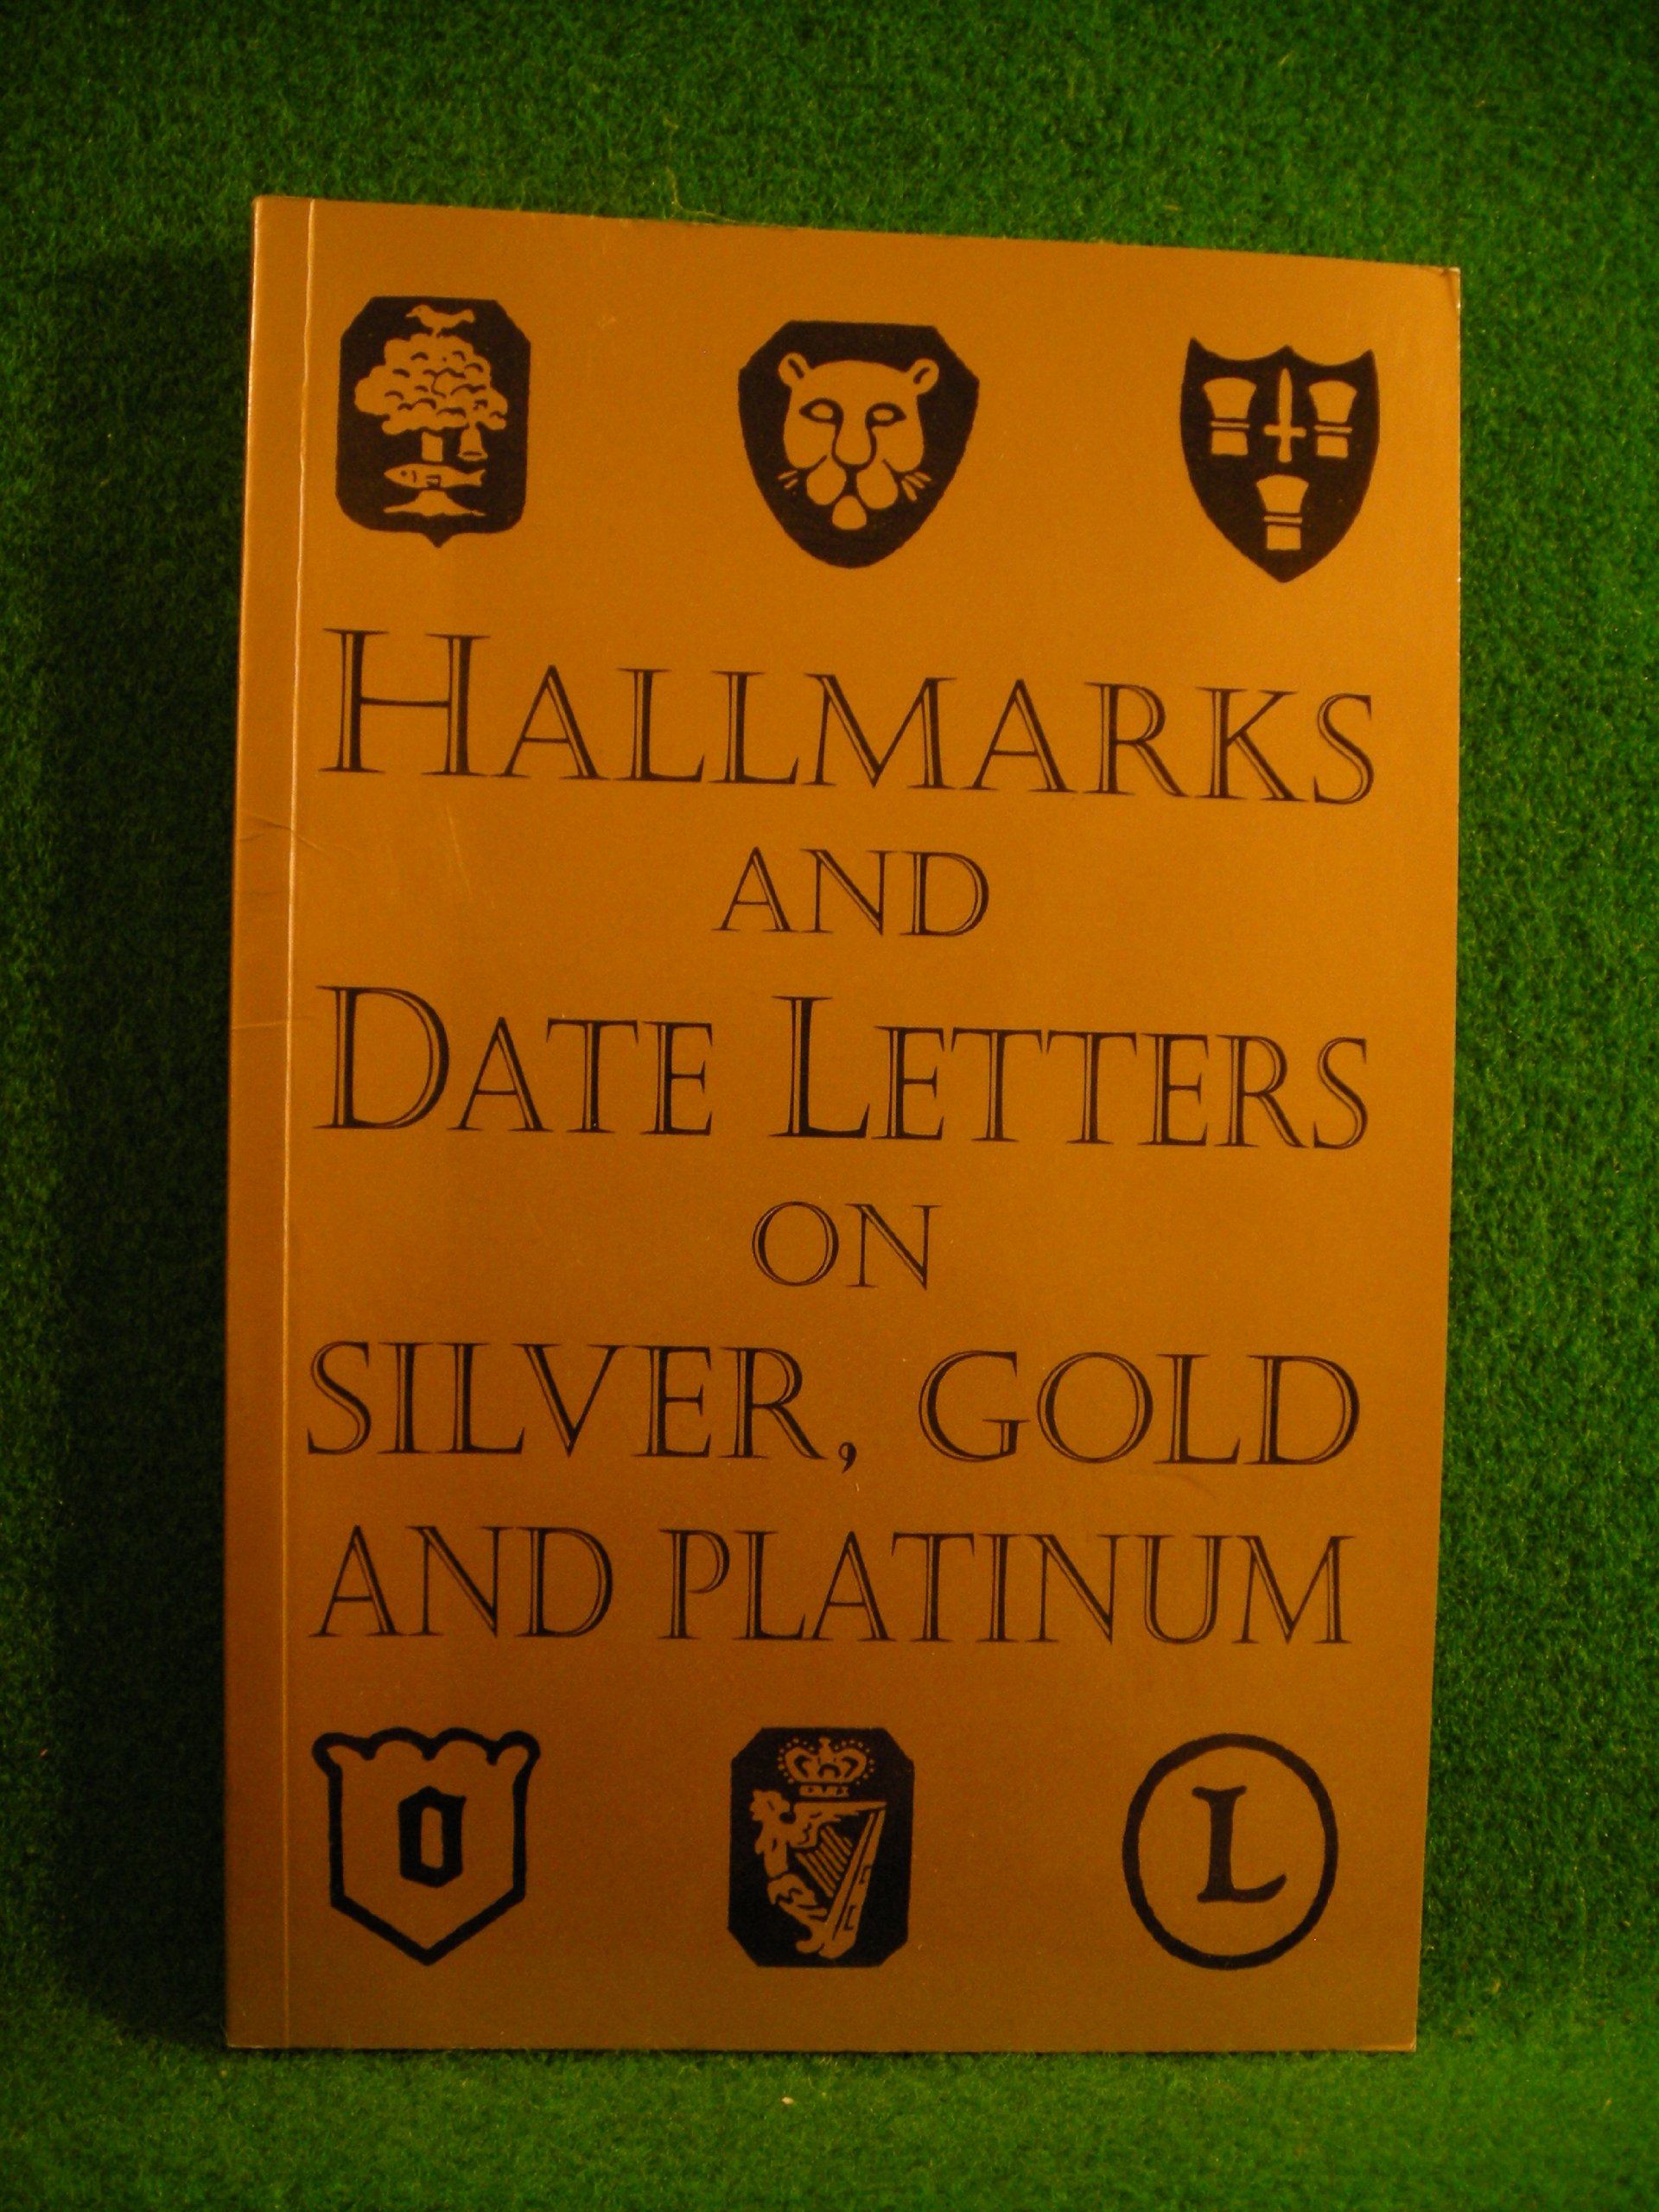 HALLMARKS
AND
DATE LETTERS
ON
SILVER, GOLD
AND PLATINUM
O L